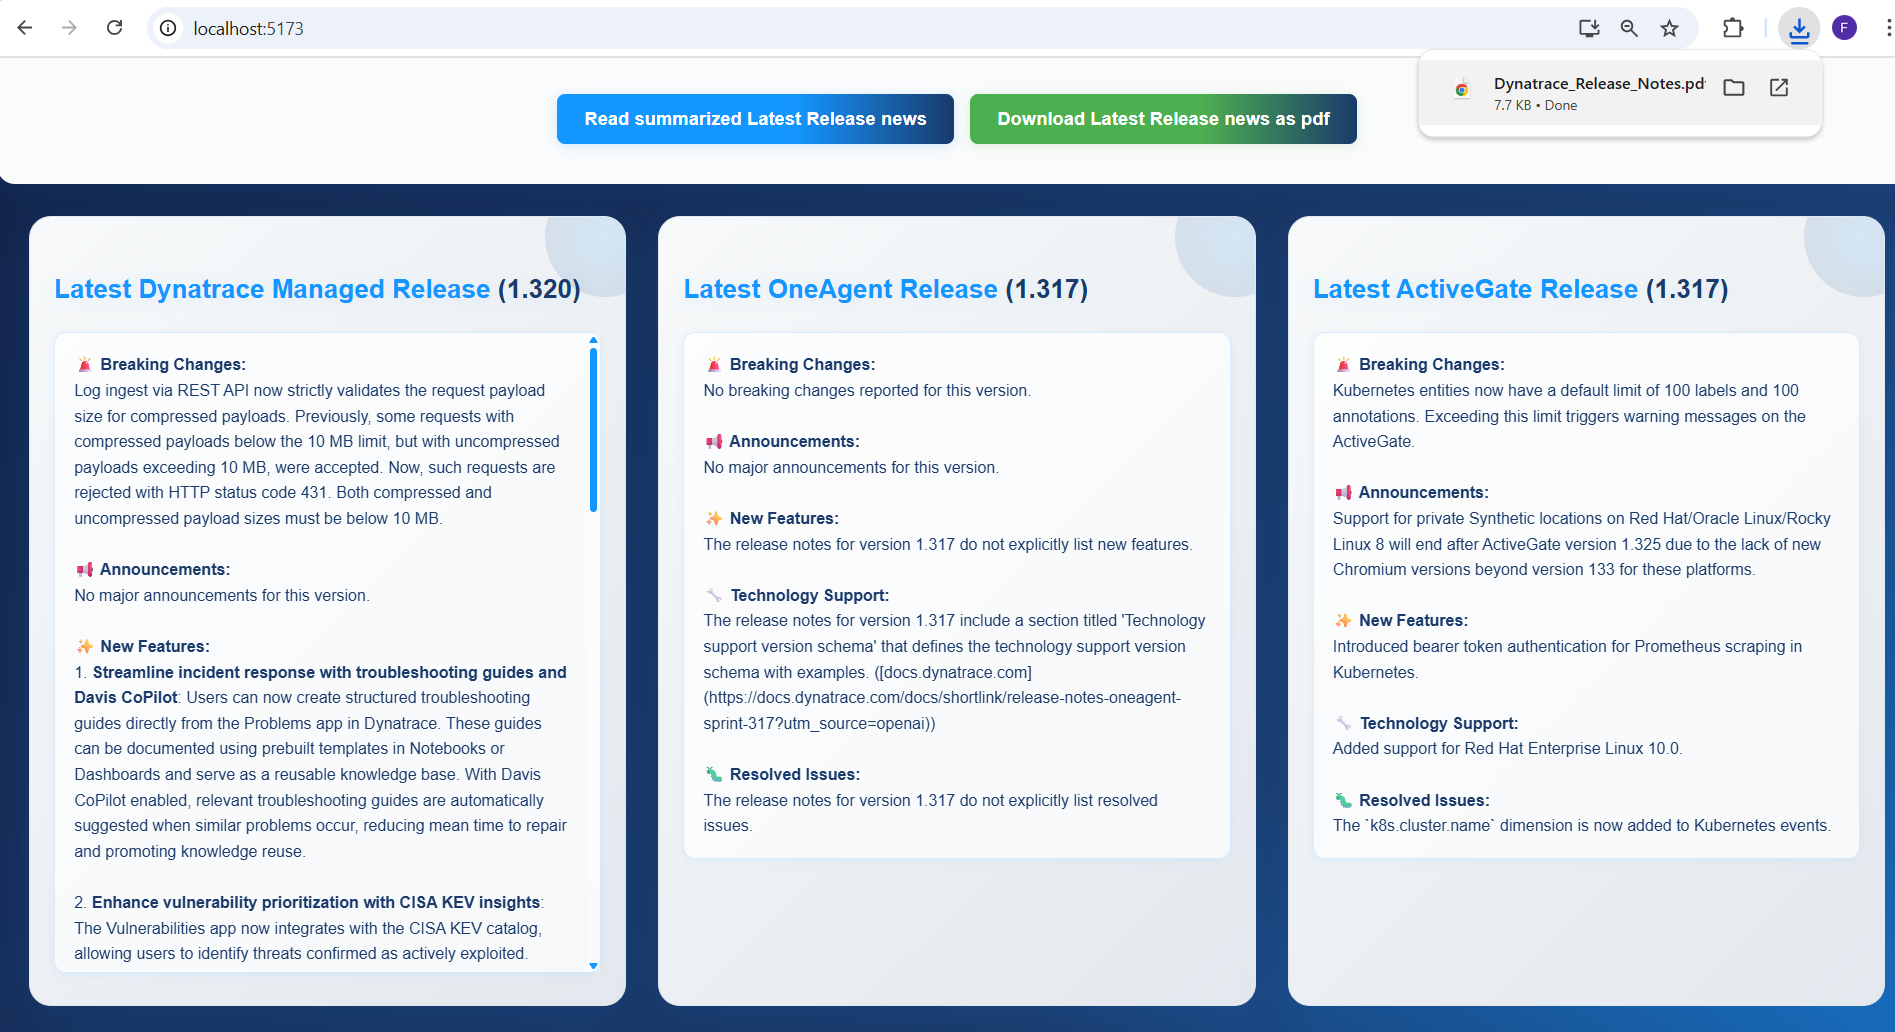 localhost:5173
F
Dynatrace_Release_Notes.pd
7.7 KB • Done
Read summarized Latest Release news
Download Latest Release news as pdf
Latest Dynatrace Managed Release (1.320)
🚨 Breaking Changes:
Log ingest via REST API now strictly validates the request payload
size for compressed payloads. Previously, some requests with
compressed payloads below the 10 MB limit, but with uncompressed
payloads exceeding 10 MB, were accepted. Now, such requests are
rejected with HTTP status code 431. Both compressed and
uncompressed payload sizes must be below 10 MB.
📢 Announcements:
No major announcements for this version.
✨ New Features:
1. Streamline incident response with troubleshooting guides and
Davis CoPilot: Users can now create structured troubleshooting
guides directly from the Problems app in Dynatrace. These guides
can be documented using prebuilt templates in Notebooks or
Dashboards and serve as a reusable knowledge base. With Davis
CoPilot enabled, relevant troubleshooting guides are automatically
suggested when similar problems occur, reducing mean time to repair
and promoting knowledge reuse.
2. Enhance vulnerability prioritization with CISA KEV insights:
The Vulnerabilities app now integrates with the CISA KEV catalog,
allowing users to identify threats confirmed as actively exploited.
Latest OneAgent Release (1.317)
🚨 Breaking Changes:
No breaking changes reported for this version.
📢 Announcements:
No major announcements for this version.
✨ New Features:
The release notes for version 1.317 do not explicitly list new features.
🔧 Technology Support:
The release notes for version 1.317 include a section titled 'Technology
support version schema' that defines the technology support version
schema with examples. ([docs.dynatrace.com]
(https://docs.dynatrace.com/docs/shortlink/release-notes-oneagent-
sprint-317?utm_source=openai))
🐛 Resolved Issues:
The release notes for version 1.317 do not explicitly list resolved
issues.
Latest ActiveGate Release (1.317)
🚨 Breaking Changes:
Kubernetes entities now have a default limit of 100 labels and 100
annotations. Exceeding this limit triggers warning messages on the
ActiveGate.
📢 Announcements:
Support for private Synthetic locations on Red Hat/Oracle Linux/Rocky
Linux 8 will end after ActiveGate version 1.325 due to the lack of new
Chromium versions beyond version 133 for these platforms.
✨ New Features:
Introduced bearer token authentication for Prometheus scraping in
Kubernetes.
🔧 Technology Support:
Added support for Red Hat Enterprise Linux 10.0.
🐛 Resolved Issues:
The `k8s.cluster.name` dimension is now added to Kubernetes events.